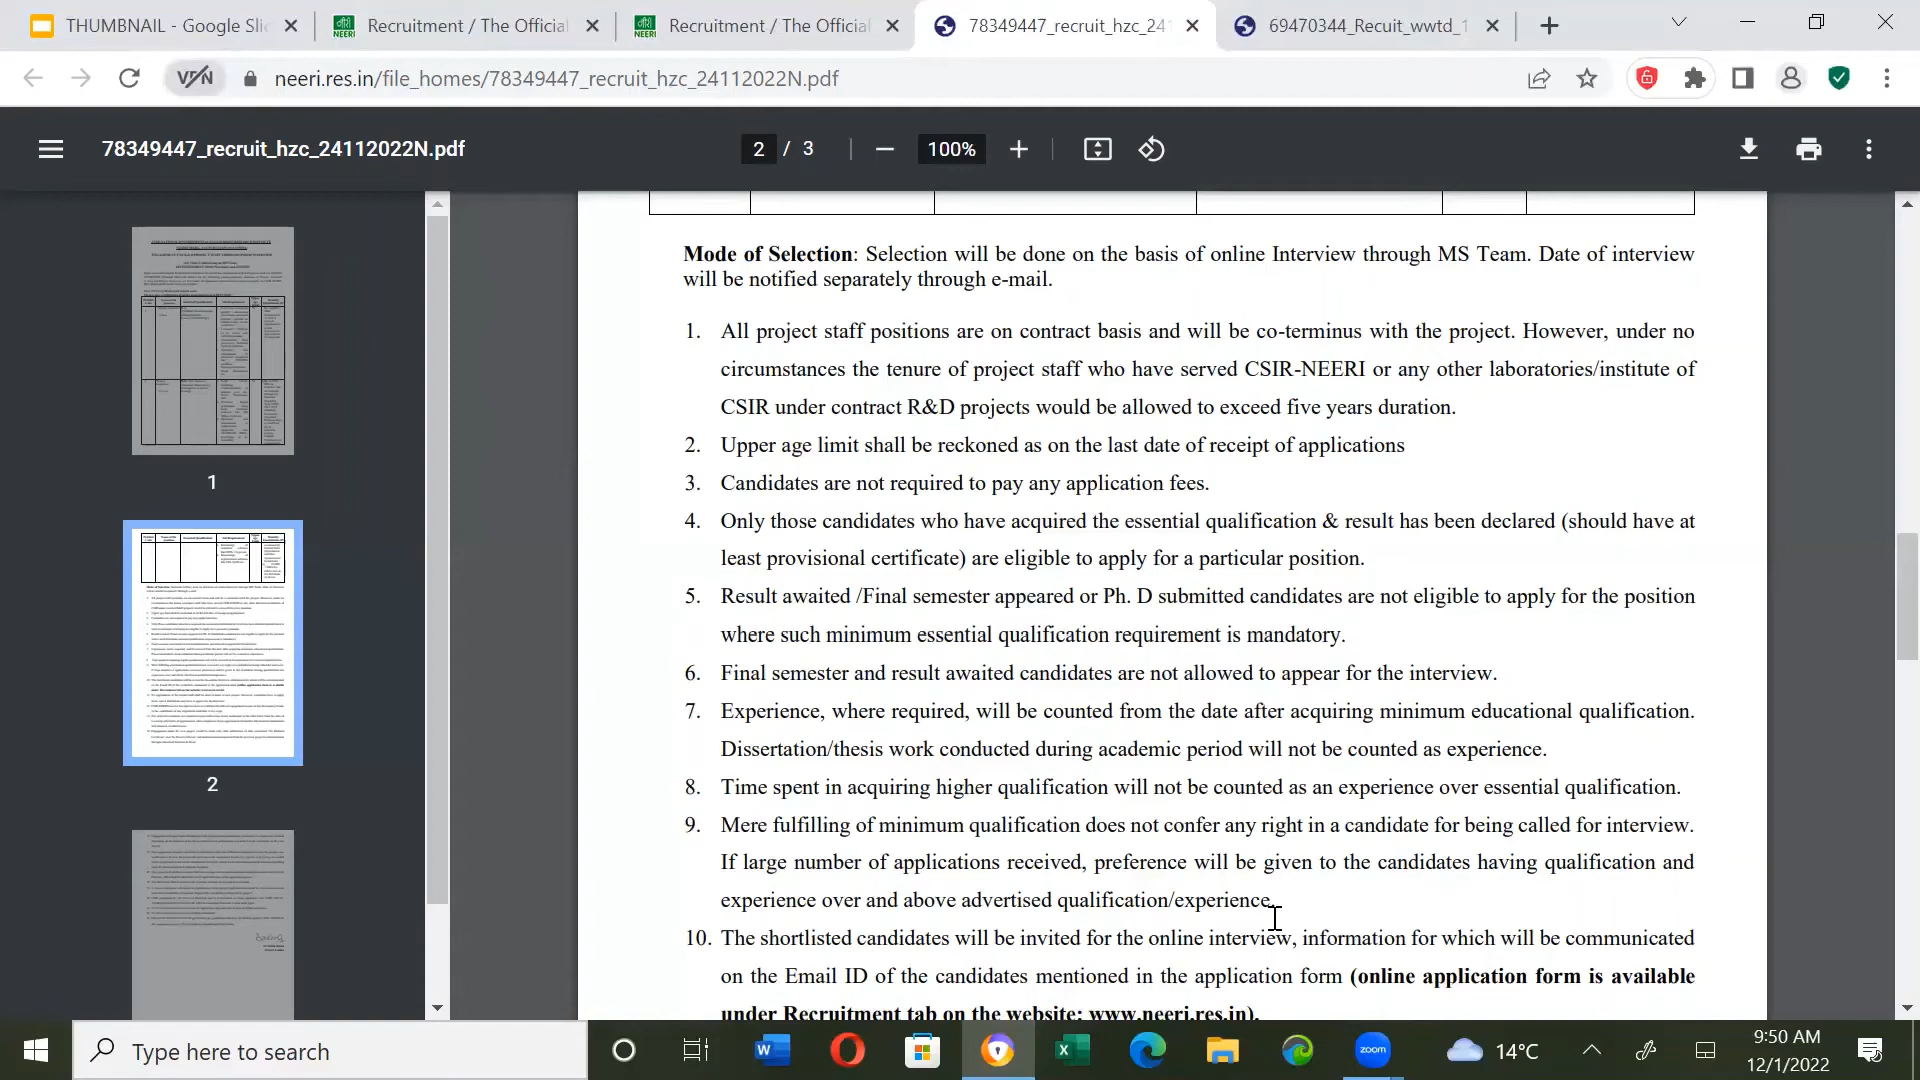 THUMBNAIL - Google Slid
Recruitment / The Official
Recruitment / The Official
78349447_recruit_hzc_241
69470344_Recuit_wwtd_1
VPN
neeri.res.in/file_homes/78349447_recruit_hzc_24112022N.pdf
78349447_recruit_hzc_24112022N.pdf
2 / 3
100%
Mode of Selection: Selection will be done on the basis of online Interview through MS Team. Date of interview
will be notified separately through e-mail.
1. All project staff positions are on contract basis and will be co-terminus with the project. However, under no
circumstances the tenure of project staff who have served CSIR-NEERI or any other laboratories/institute of
CSIR under contract R&D projects would be allowed to exceed five years duration.
2. Upper age limit shall be reckoned as on the last date of receipt of applications
3. Candidates are not required to pay any application fees.
4. Only those candidates who have acquired the essential qualification & result has been declared (should have at
least provisional certificate) are eligible to apply for a particular position.
5. Result awaited /Final semester appeared or Ph. D submitted candidates are not eligible to apply for the position
where such minimum essential qualification requirement is mandatory.
6. Final semester and result awaited candidates are not allowed to appear for the interview.
7. Experience, where required, will be counted from the date after acquiring minimum educational qualification.
Dissertation/thesis work conducted during academic period will not be counted as experience.
8. Time spent in acquiring higher qualification will not be counted as an experience over essential qualification.
9. Mere fulfilling of minimum qualification does not confer any right in a candidate for being called for interview.
If large number of applications received, preference will be given to the candidates having qualification and
experience over and above advertised qualification/experience.
10. The shortlisted candidates will be invited for the online interview, information for which will be communicated
on the Email ID of the candidates mentioned in the application form (online application form is available
under Recruitment tab on the website: www.neeri.res.in).
1
2
Type here to search
zoom
14°C
9:50 AM
12/1/2022